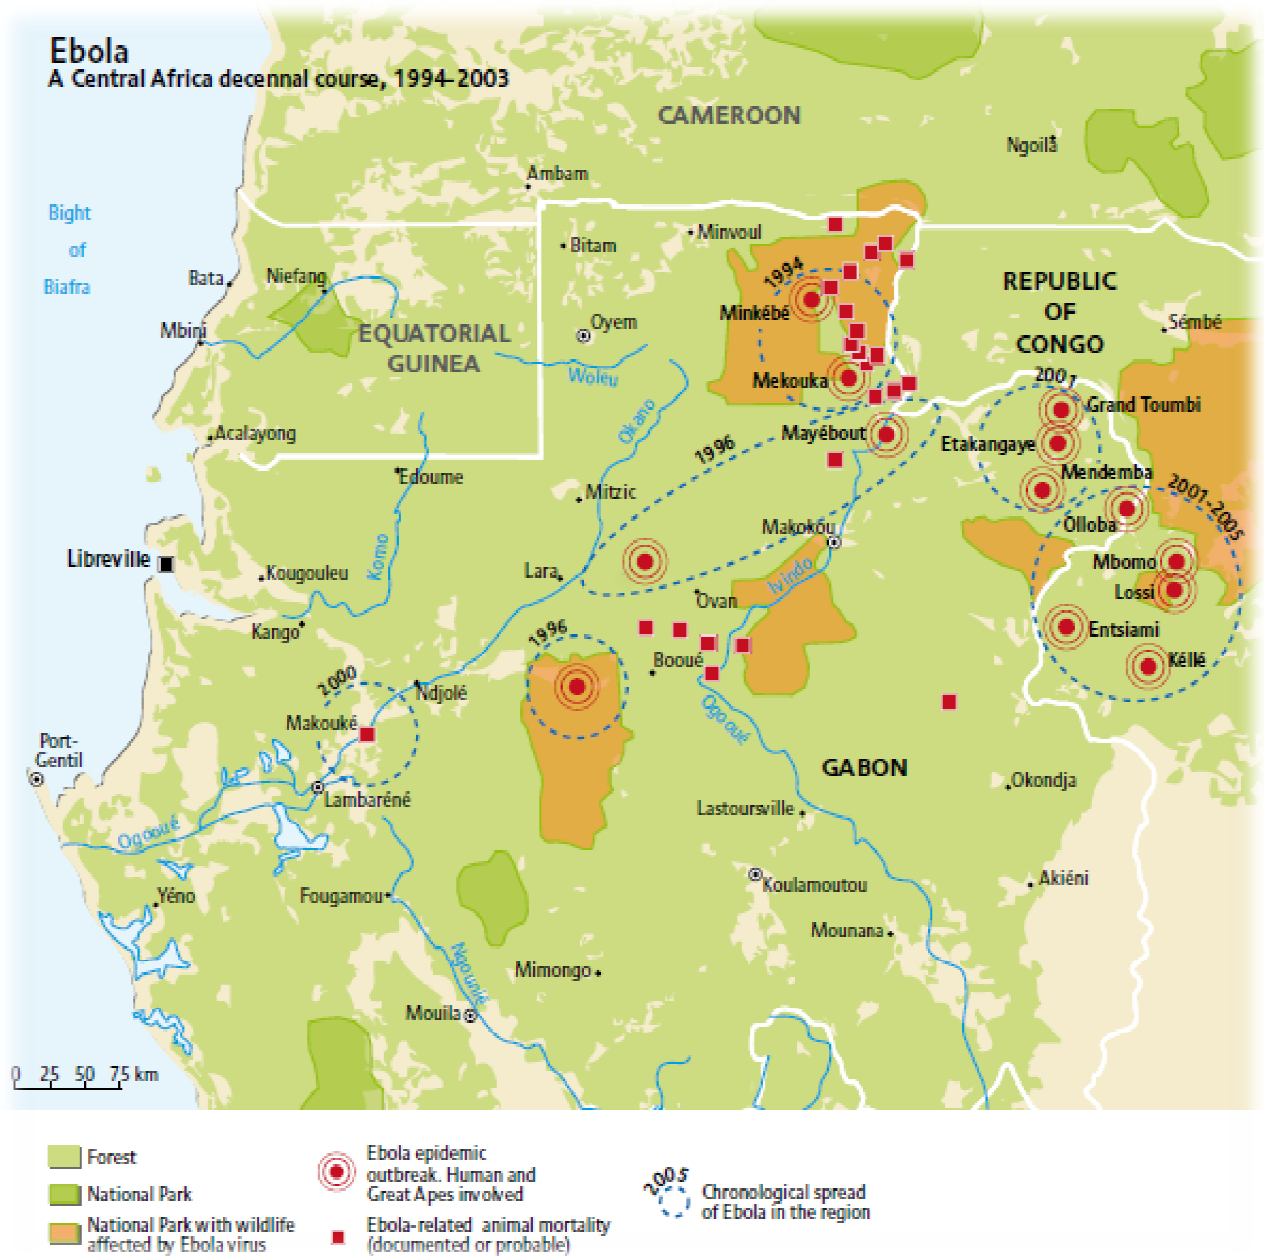 Ebola
A Central Africa decennal course, 1994-2003
CAMEROON
Ngoila
Ambam
Bight
of
Biafra
Minvoul
Bitam
Bata
Niefang
1994
REPUBLIC
OF
CONGO
Minkébé
Mbini
EQUATORIAL
GUINEA
Oyem
Sémbé
Woleu
Mekouka
2001
Grand Toumbi
Okano
Acalayong
Mayébout
Etakangaye
1996
Edoume
Mendemba
Mitzic
2001-2005
Makokou
Olloba
Libreville
Komo
Kougouleu
Lara
Mbomo
Ivindo
Lossi
Ovan
Kango
1996
Entsiami
Booué
Kéllé
2000
Ndjolé
Makouké
Ogooué
Port-
Gentil
GABON
Okondja
Lambaréné
Lastoursville
Ogooué
Koulamoutou
Akiéni
Yéno
Fougamou
Mounana
Ngounié
Mimongo
Mouila
0 25 50 75 km
Forest
National Park
National Park with wildlife
affected by Ebola virus
Ebola epidemic
outbreak. Human and
Great Apes involved
Ebola-related animal mortality
(documented or probable)
2005
Chronological spread
of Ebola in the region